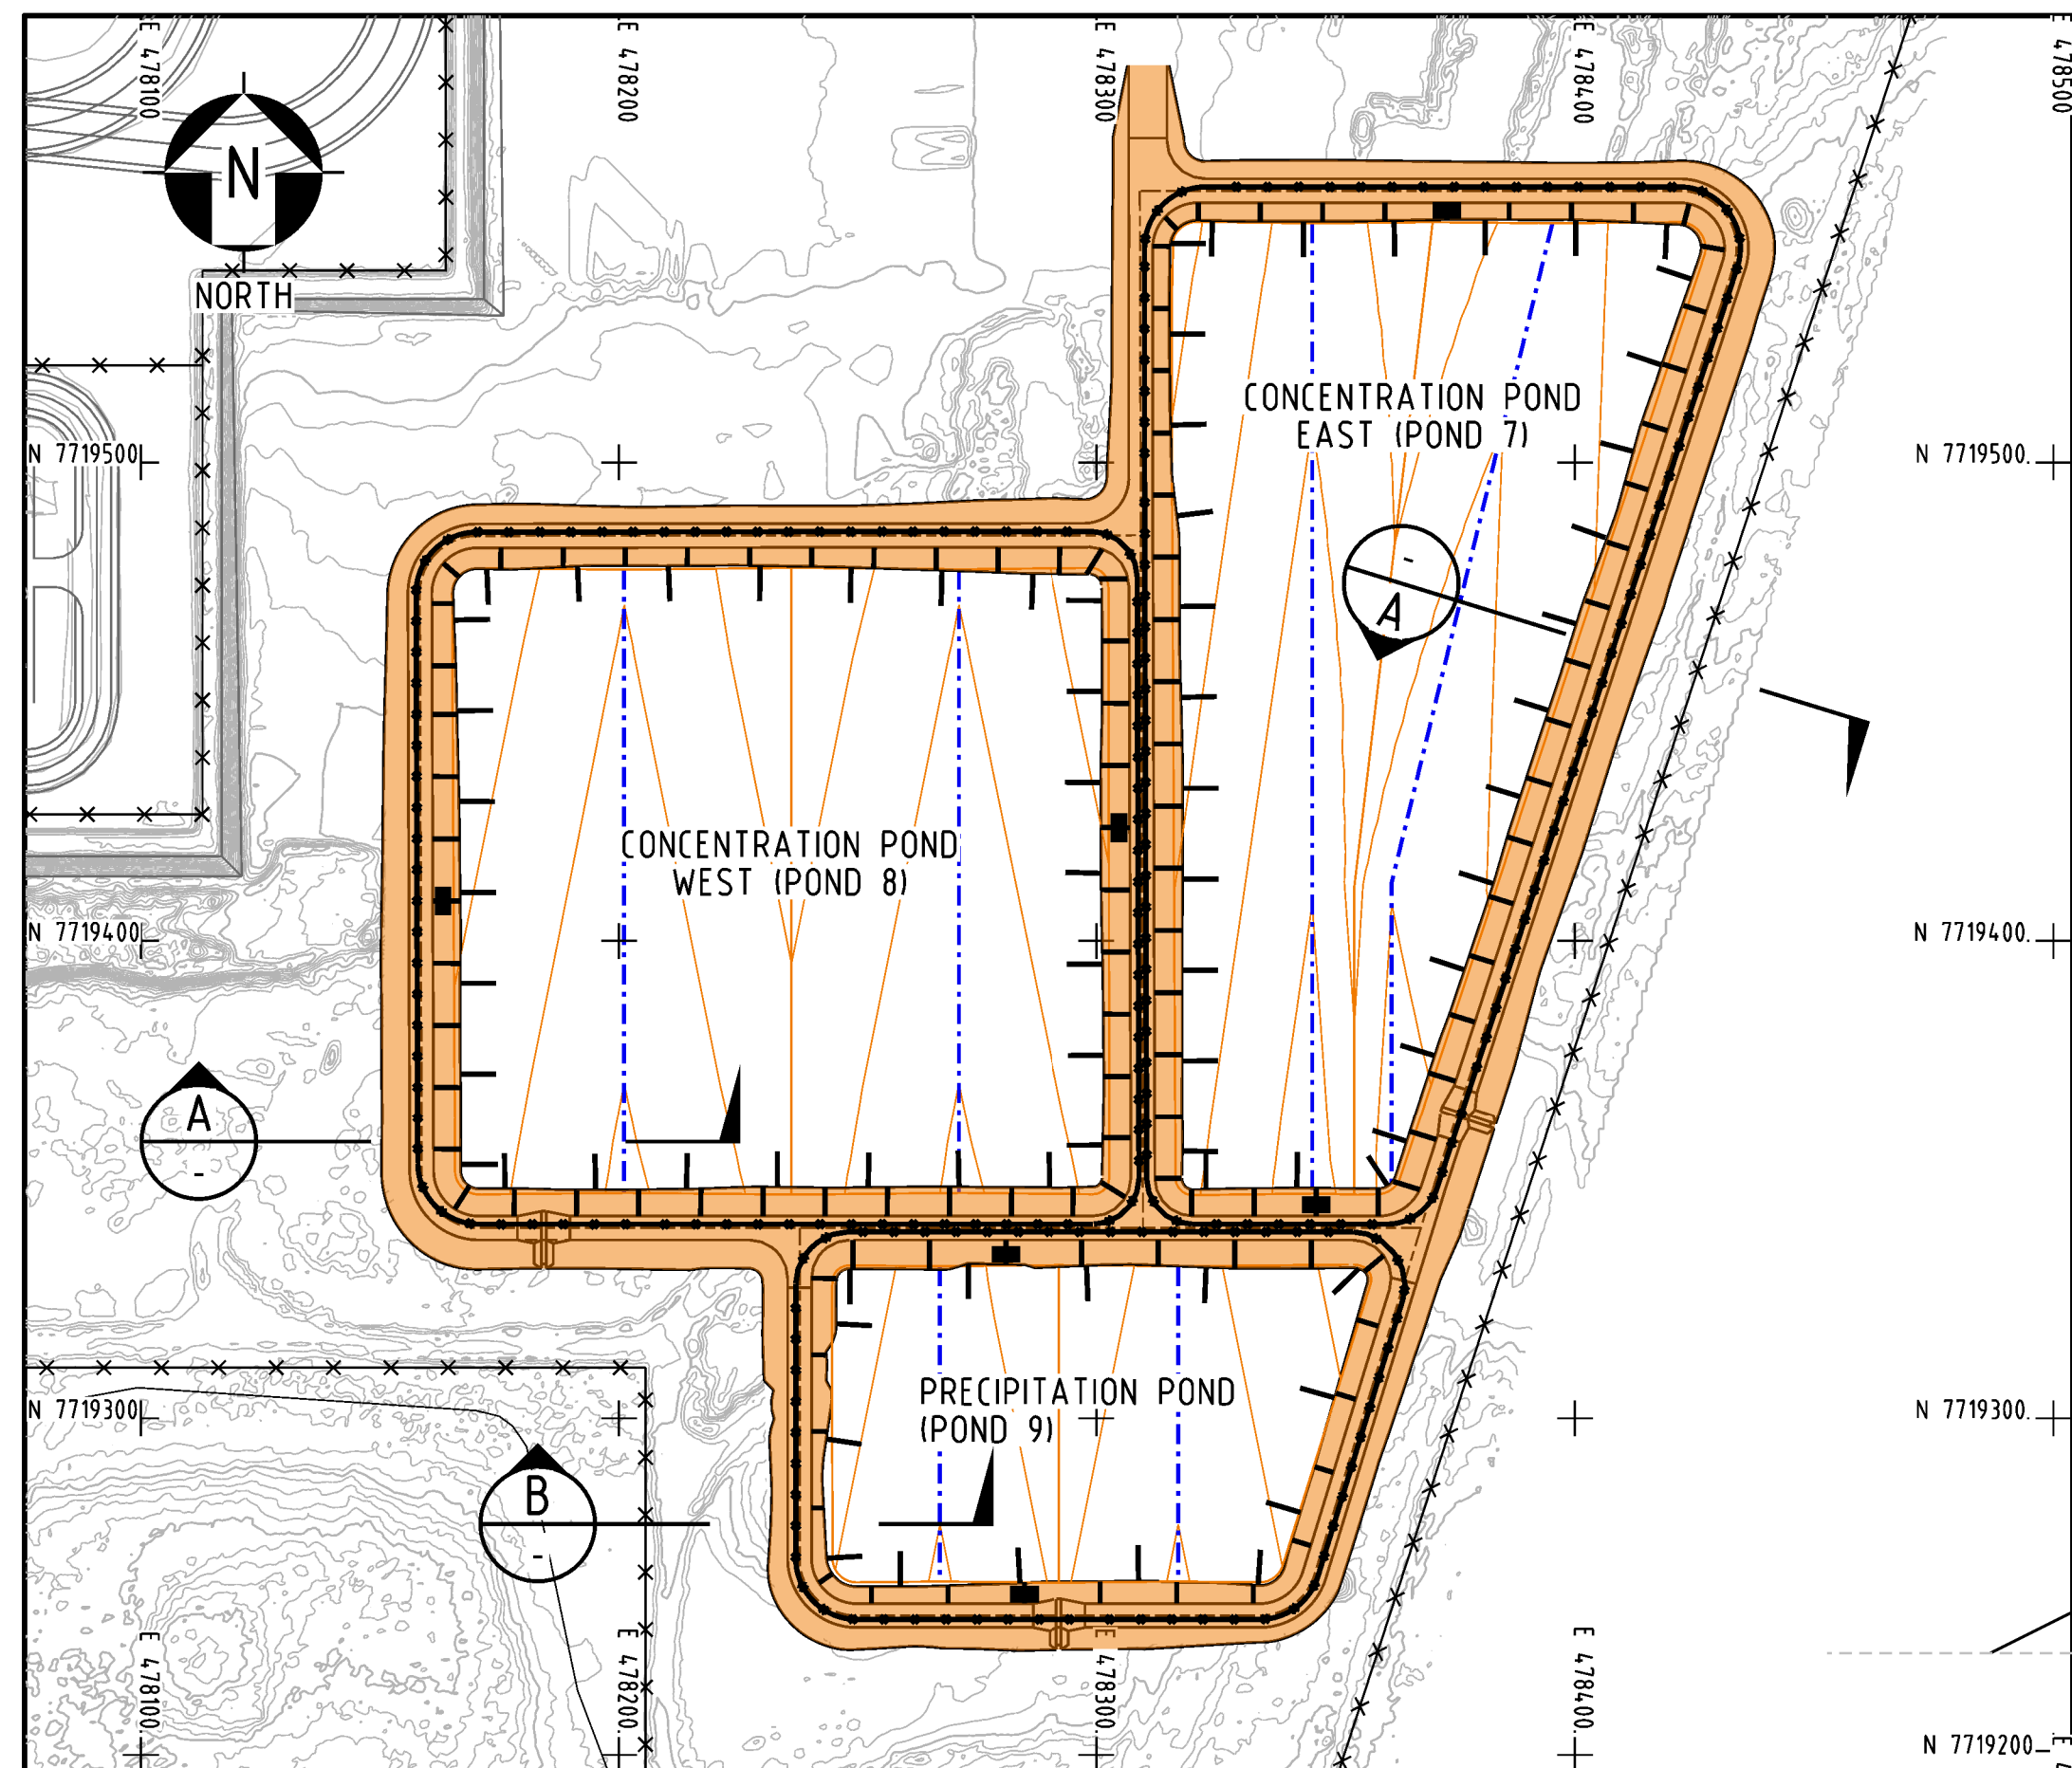 E 478100
E 478200
E 478300
E 478400
E 478500
N
NORTH
CONCENTRATION POND
EAST (POND 7)
N 7719500
N 7719500.
-
A
CONCENTRATION POND
WEST (POND 8)
N 7719400
N 7719400.
A
-
PRECIPITATION POND
(POND 9)
N 7719300
N 7719300.
B
-
E 478100.
E 478200.
E 478300.
E 478400.
N 7719200